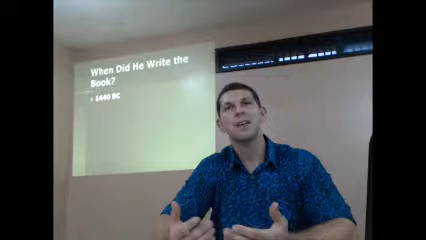 When Did He Write the
Book?
• 1440 BC